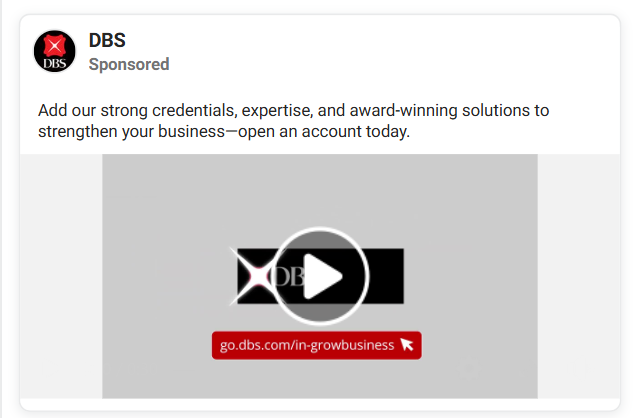 DBS
DBS
Sponsored
Add our strong credentials, expertise, and award-winning solutions to
strengthen your business—open an account today.
DB
go.dbs.com/in-growbusiness